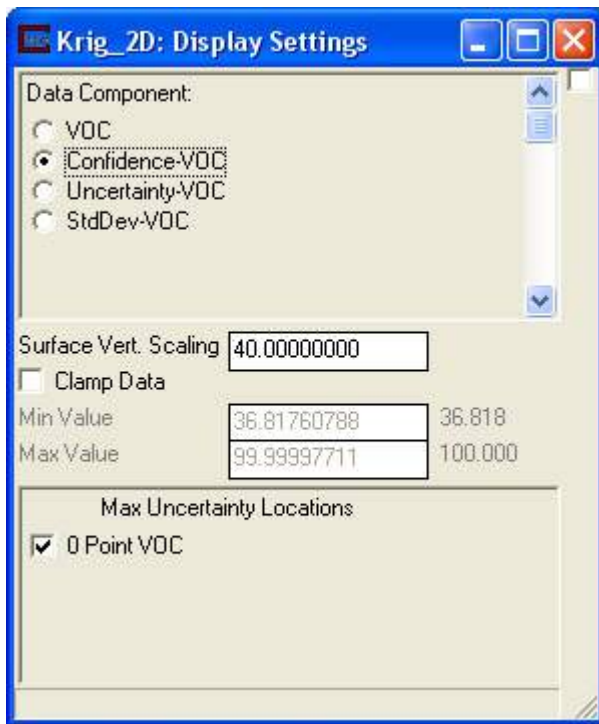 Krig_2D: Display Settings
Data Component:
VOC
Confidence-VOC
Uncertainty-VOC
StdDev-VOC
Surface Vert. Scaling 40.00000000
Clamp Data
Min Value 36.81760788 36.818
Max Value 99.99997711 100.000
Max Uncertainty Locations
0 Point VOC